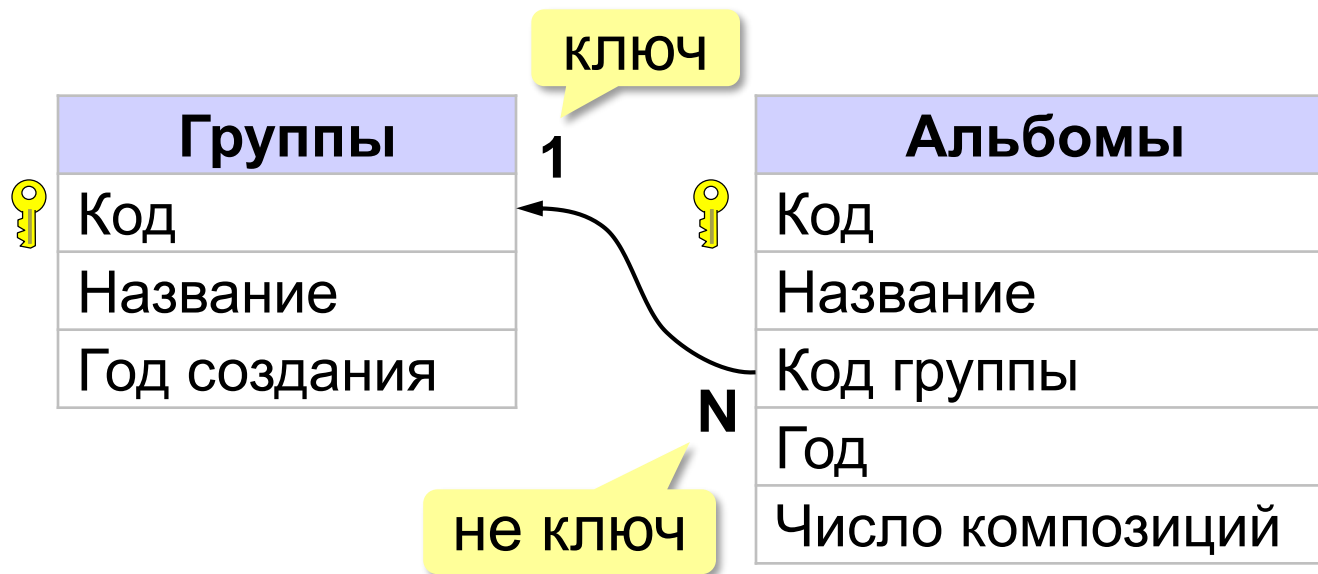 ключ
Группы
1
Код
Название
Год создания
Альбомы
Код
Название
Код группы
N
Год
Число композиций
не ключ